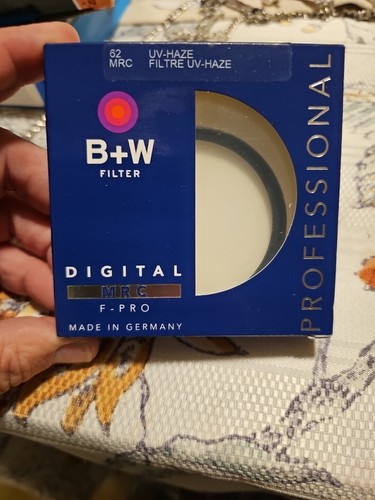 62 UV-HAZE
MRC FILTRE UV-HAZE
B+W
FILTER
DIGITAL
MRC
F-PRO
MADE IN GERMANY
PROFESSIONAL